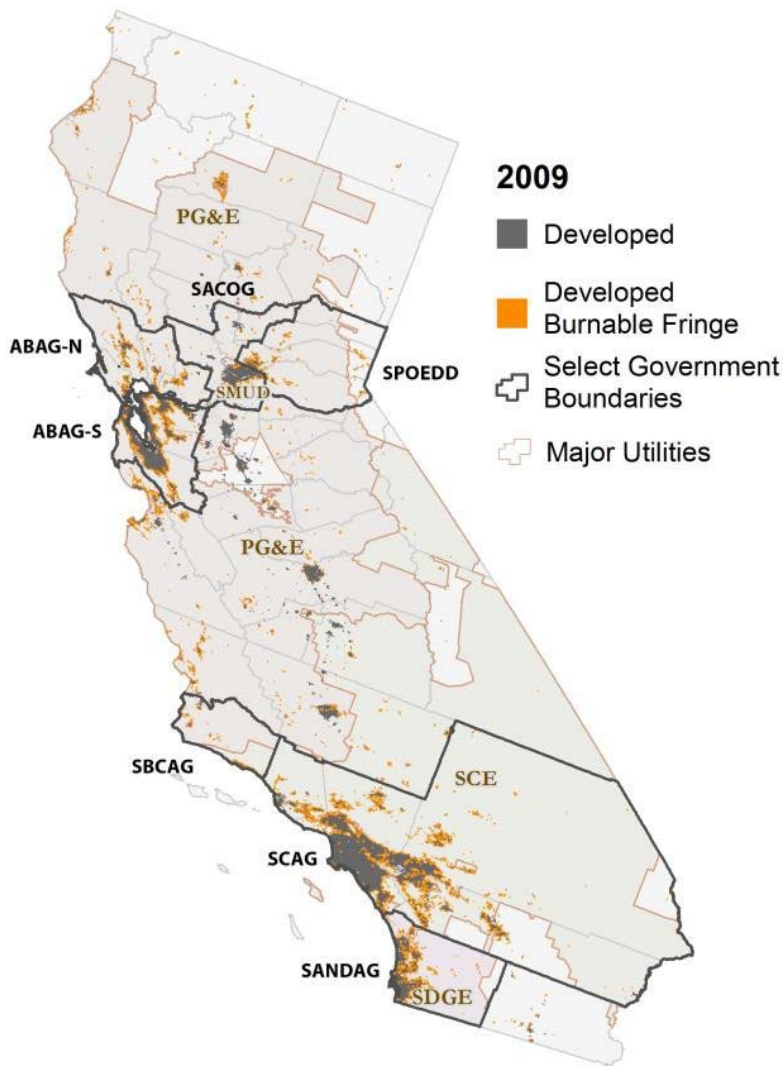 2009
Developed
Developed
Burnable Fringe
Select Government
Boundaries
Major Utilities
PG&E
SACOG
ABAG-N
SPOEDD
SMUD
ABAG-S
PG&E
SBCAG
SCE
SCAG
SANDAG
SDGE